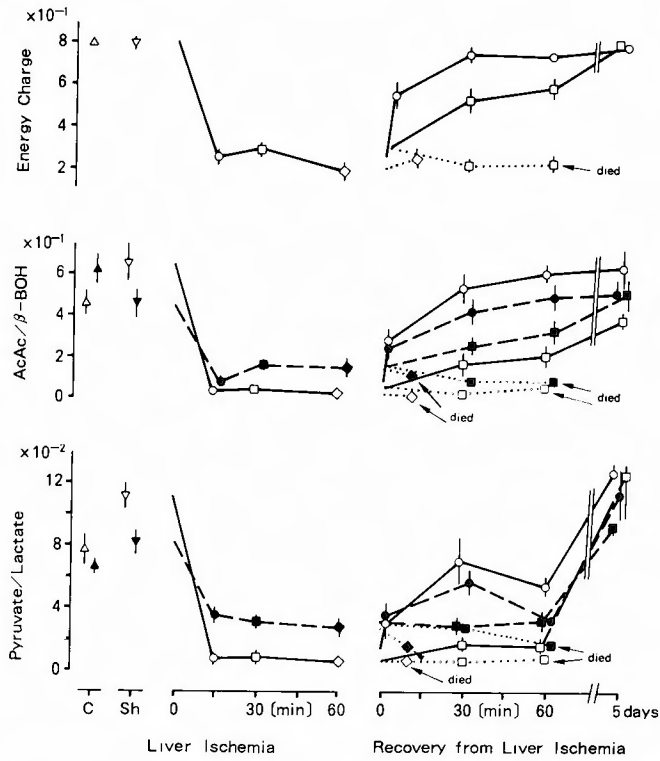 ×10⁻¹
8
6
4
2
Energy Charge
died
×10⁻¹
6
4
2
0
AcAc/β-BOH
died
died
×10⁻²
12
8
4
0
Pyruvate/Lactate
died
died
C Sh 0 30 [min] 60 0 30 [min] 60 5 days
Liver Ischemia Recovery from Liver Ischemia